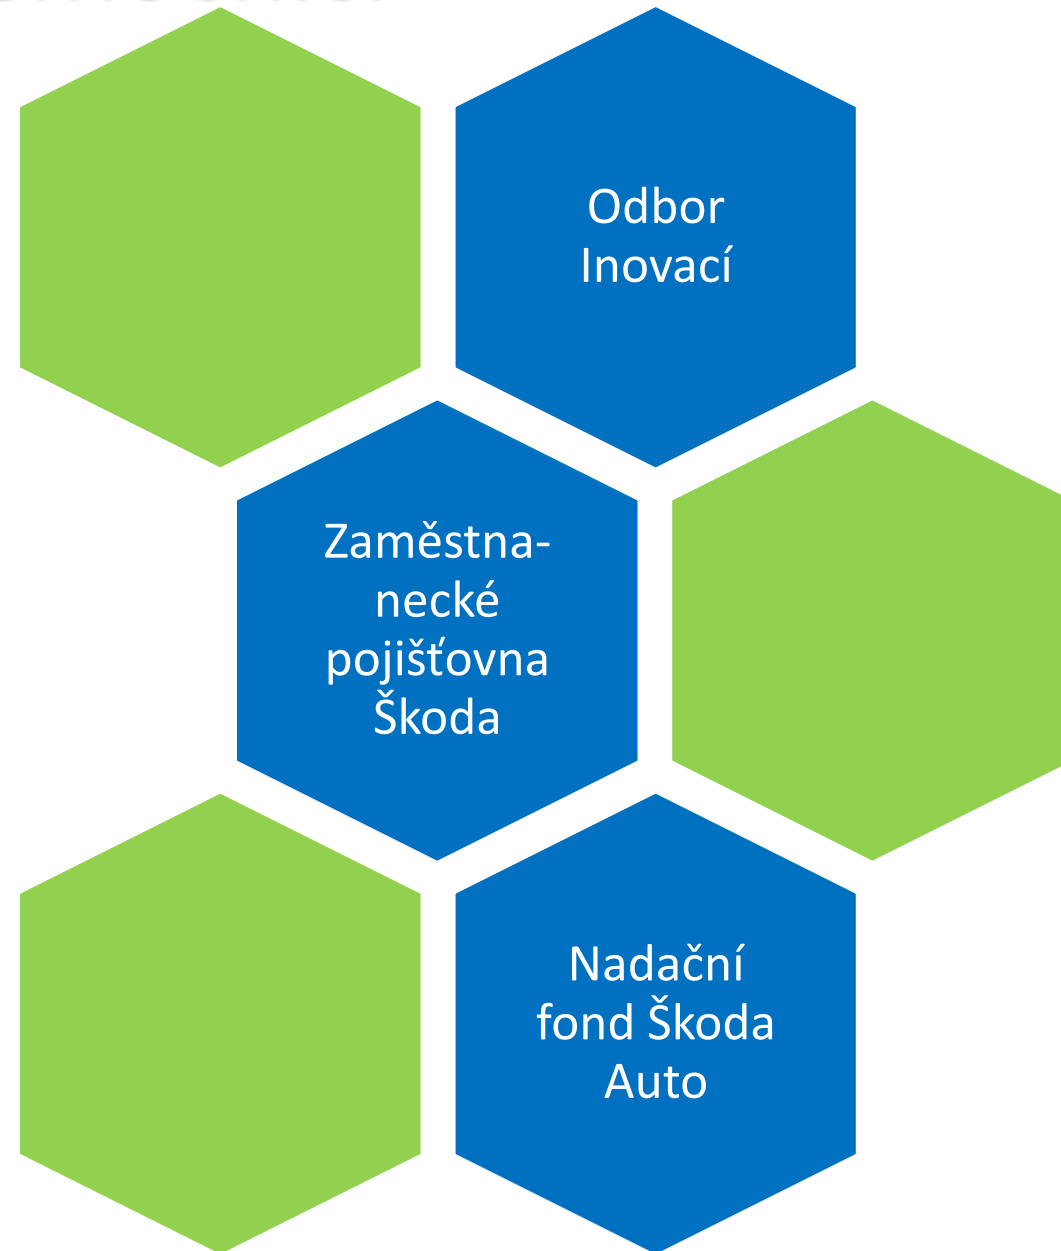 Odbor
Inovací
Zaměstna-
necké
pojišťovna
Škoda
Nadační
fond Škoda
Auto